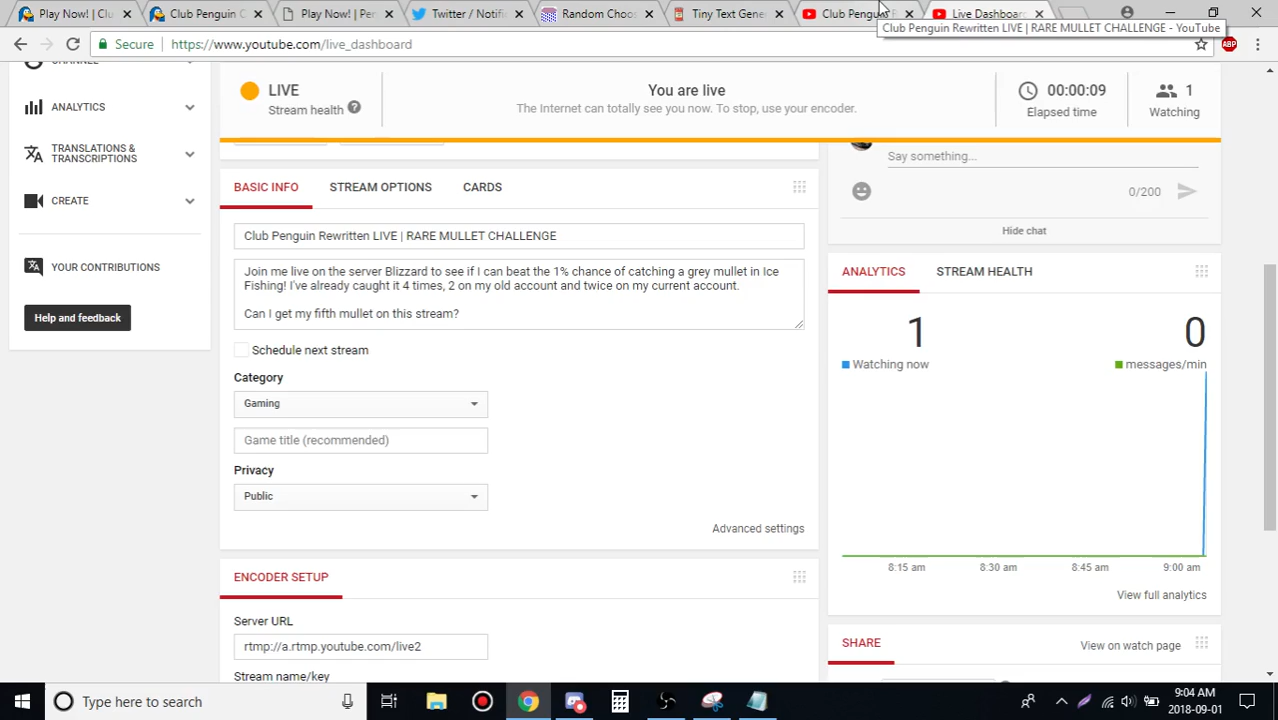 Play Now! | Clu
Club Penguin C
Play Now! | Pen
Twitter / Notifi
Random Choo
Tiny Text Gene
Club Penguin R
Live Dashboard
Club Penguin Rewritten LIVE | RARE MULLET CHALLENGE - YouTube
Secure
https://www.youtube.com/live_dashboard
ABP
CHANNEL
ANALYTICS
TRANSLATIONS &
TRANSCRIPTIONS
CREATE
YOUR CONTRIBUTIONS
Help and feedback
LIVE
Stream health ?
You are live
The Internet can totally see you now. To stop, use your encoder.
00:00:09
Elapsed time
1
Watching
BASIC INFO
STREAM OPTIONS
CARDS
Club Penguin Rewritten LIVE | RARE MULLET CHALLENGE
Join me live on the server Blizzard to see if I can beat the 1% chance of catching a grey mullet in Ice
Fishing! I've already caught it 4 times, 2 on my old account and twice on my current account.
Can I get my fifth mullet on this stream?
Schedule next stream
Category
Gaming
Game title (recommended)
Privacy
Public
Advanced settings
ENCODER SETUP
Server URL
rtmp://a.rtmp.youtube.com/live2
Stream name/key
Say something...
0/200
Hide chat
ANALYTICS
STREAM HEALTH
1
Watching now
0
messages/min
8:15 am
8:30 am
8:45 am
9:00 am
View full analytics
SHARE
View on watch page
Type here to search
9:04 AM
2018-09-01